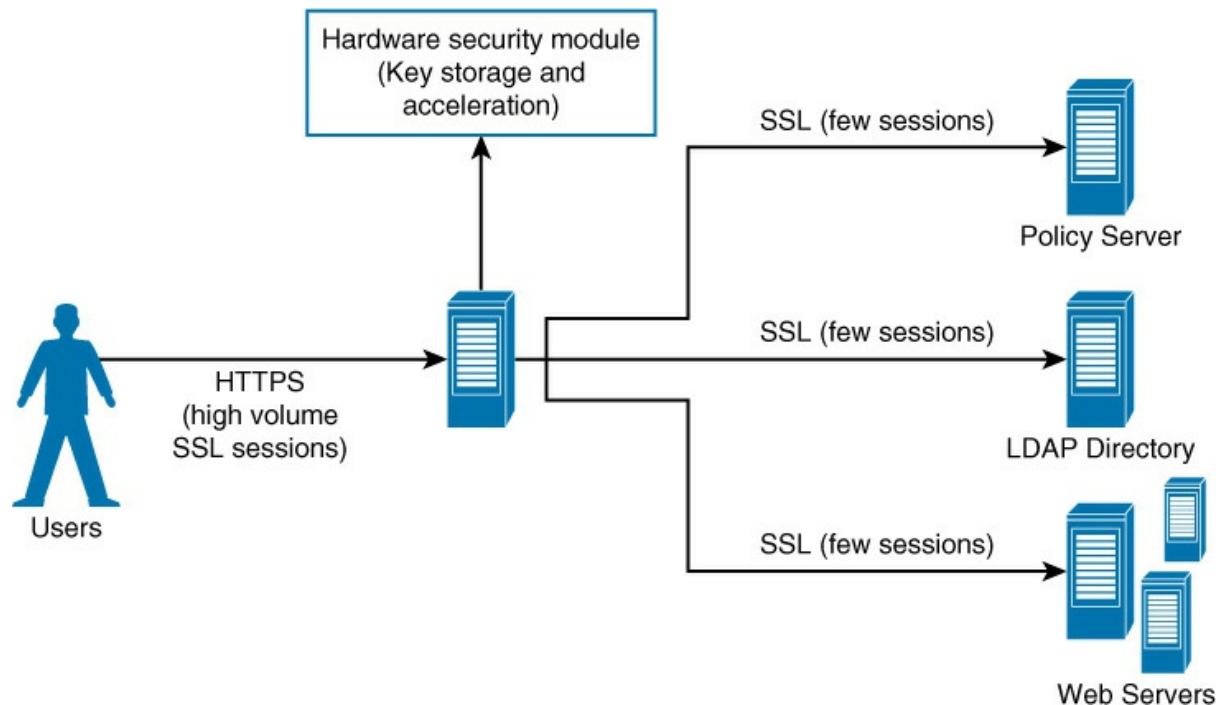 Hardware security module
(Key storage and
acceleration)
SSL (few sessions)
Policy Server
SSL (few sessions)
HTTPS
(high volume
SSL sessions)
LDAP Directory
Users
SSL (few sessions)
Web Servers